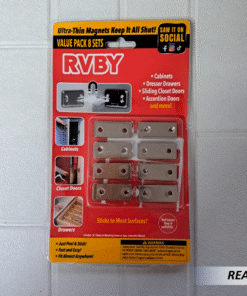 Ultra-Thin Magnets Keep It All Shut!
VALUE PACK 8 SETS
SAW IT ON
SOCIAL
RVBY
• Cabinets
• Dresser Drawers
• Sliding Closet Doors
• Accordion Doors
and more!
Cabinets
Closet Doors
Drawers
Sticks to Most Surfaces!
• Just Peel & Stick!
• Fast and Easy!
• Fit Almost Anywhere!
WARNING
REA